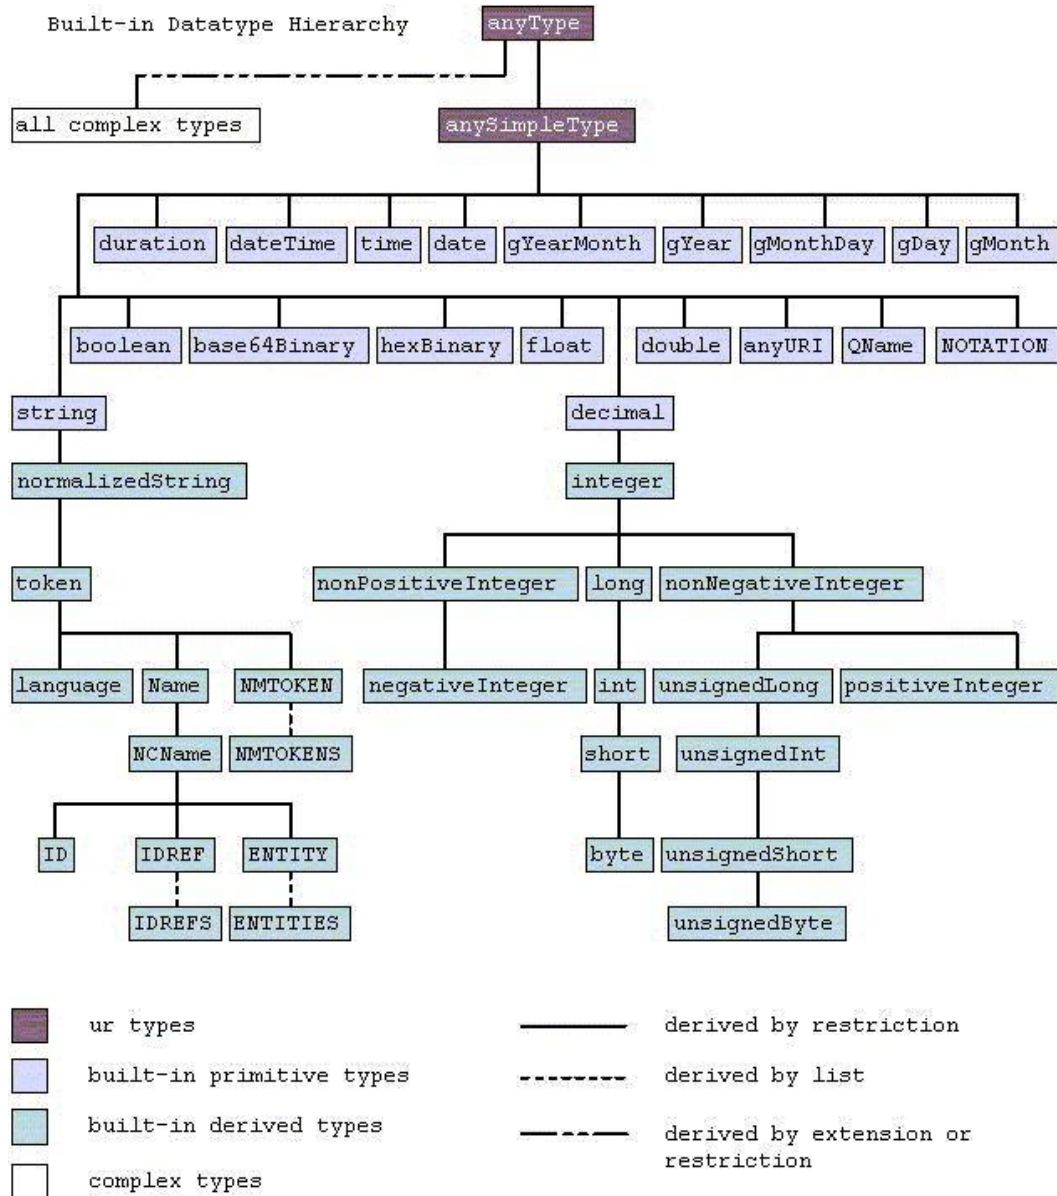 Built-in Datatype Hierarchy anyType
all complex types anySimpleType
duration dateTime time date gYearMonth gYear gMonthDay gDay gMonth
boolean base64Binary hexBinary float double anyURI QName NOTATION
string decimal
normalizedString integer
token nonPositiveInteger long nonNegativeInteger
language Name NMTOKEN negativeInteger int unsignedLong positiveInteger
NCName NMTOKENS short unsignedInt
ID IDREF ENTITY byte unsignedShort
IDREFS ENTITIES unsignedByte
ur types derived by restriction
built-in primitive types derived by list
built-in derived types derived by extension or
restriction
complex types